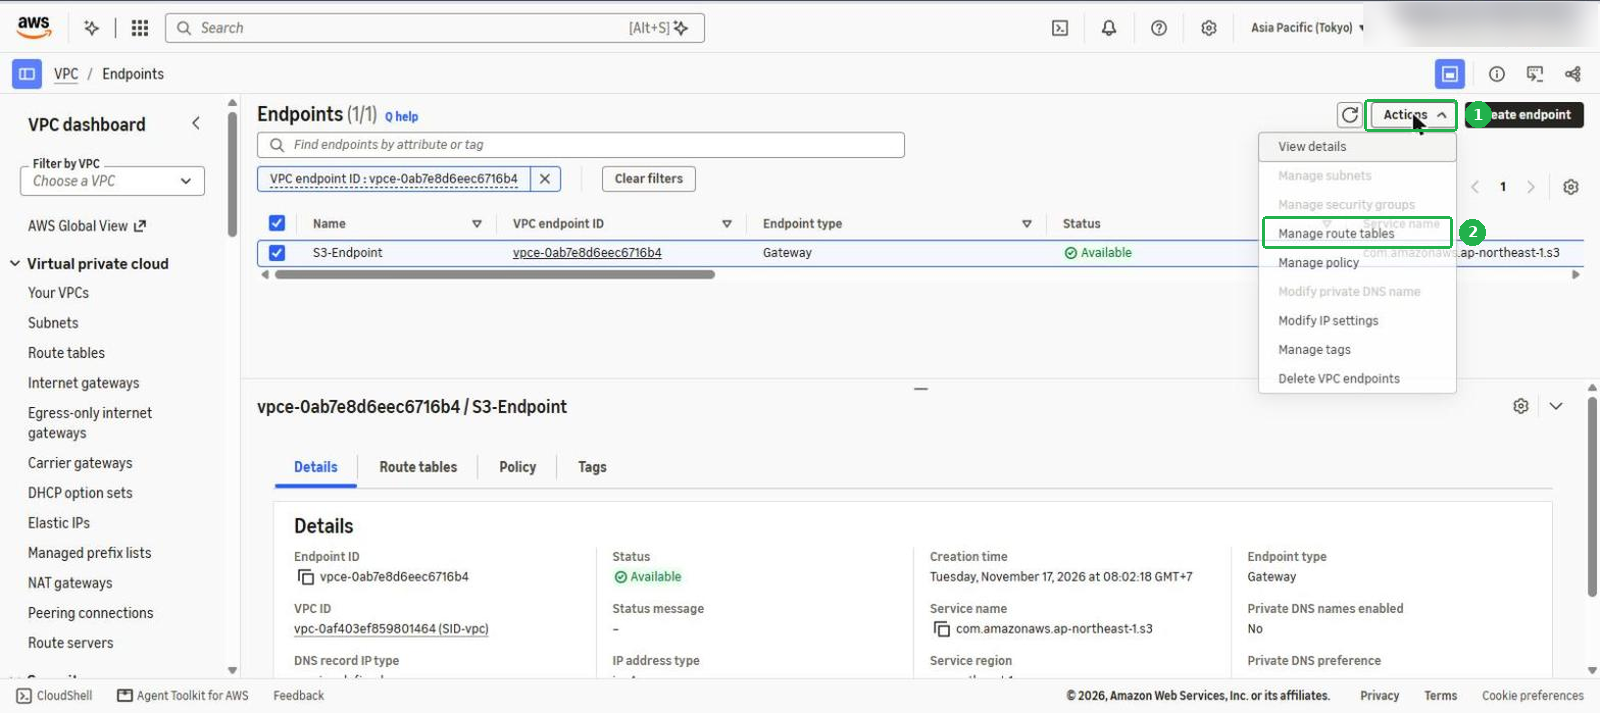 aws
Search
[Alt+S]
Asia Pacific (Tokyo)
VPC / Endpoints
VPC dashboard
Filter by VPC
Choose a VPC
AWS Global View
Virtual private cloud
Your VPCs
Subnets
Route tables
Internet gateways
Egress-only internet
gateways
Carrier gateways
DHCP option sets
Elastic IPs
Managed prefix lists
NAT gateways
Peering connections
Route servers
Endpoints (1/1) Q help
Find endpoints by attribute or tag
VPC endpoint ID : vpce-0ab7e8d6eec6716b4
Clear filters
1
Name VPC endpoint ID Endpoint type Status Service name
S3-Endpoint vpce-0ab7e8d6eec6716b4 Gateway Available com.amazonaws.ap-northeast-1.s3
Actions 1 eate endpoint
View details
Manage subnets
Manage security groups
Manage route tables 2
Manage policy
Modify private DNS name
Modify IP settings
Manage tags
Delete VPC endpoints
vpce-0ab7e8d6eec6716b4 / S3-Endpoint
Details Route tables Policy Tags
Details
Endpoint ID
vpce-0ab7e8d6eec6716b4
Status
Available
Creation time
Tuesday, November 17, 2026 at 08:02:18 GMT+7
Endpoint type
Gateway
VPC ID
vpc-0af403ef859801464 (SID-vpc)
Status message
–
Service name
com.amazonaws.ap-northeast-1.s3
Private DNS names enabled
No
DNS record IP type
IP address type
Service region
Private DNS preference
CloudShell Agent Toolkit for AWS Feedback
© 2026, Amazon Web Services, Inc. or its affiliates. Privacy Terms Cookie preferences